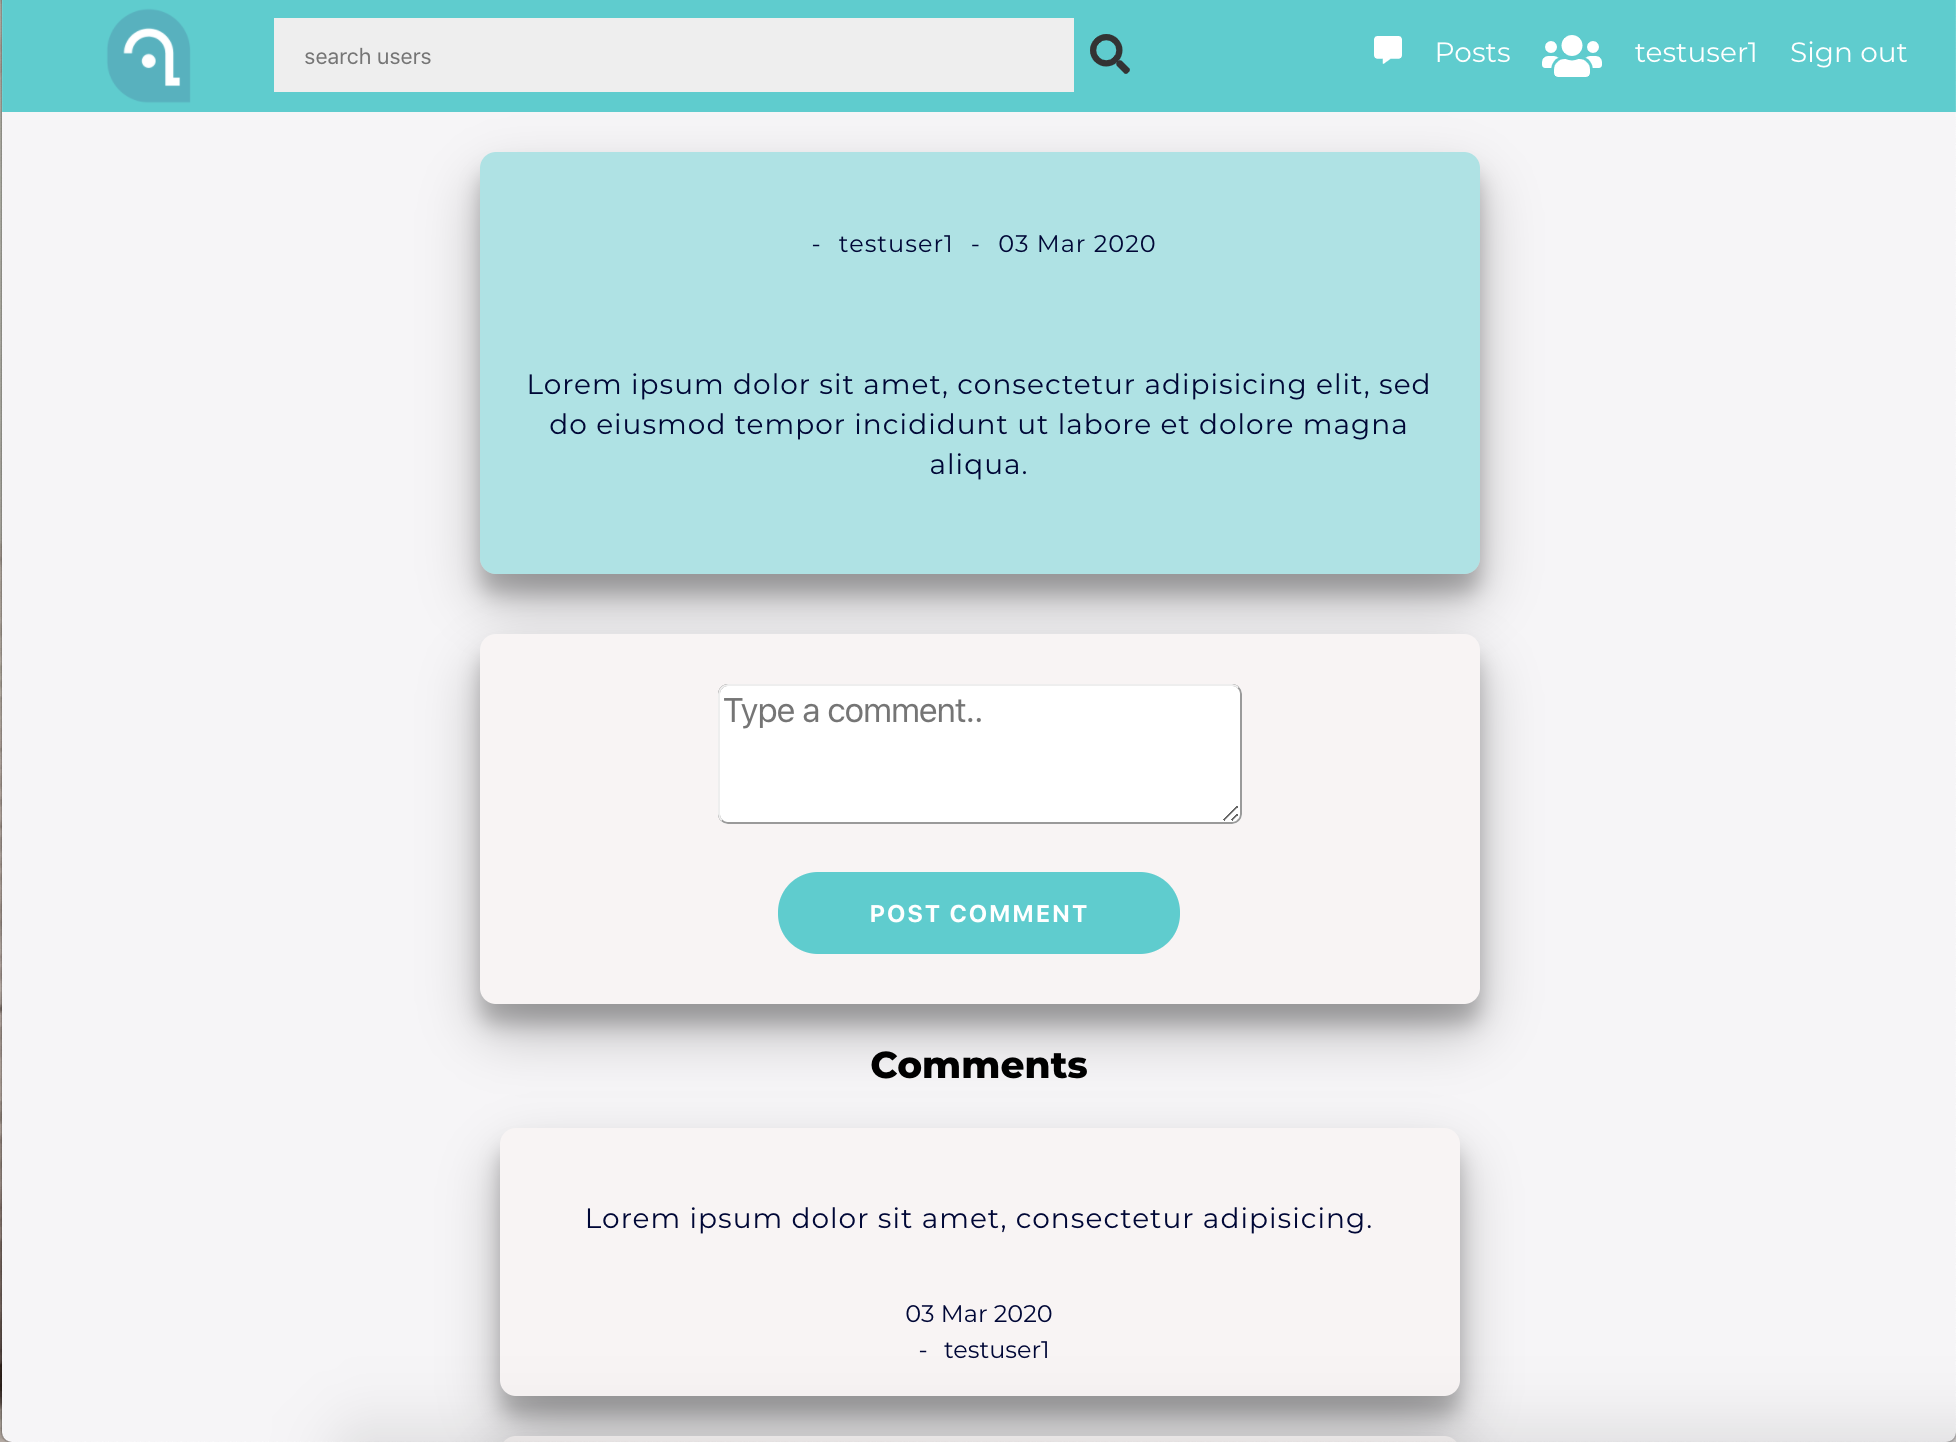 search users
Posts
testuser1
Sign out
- testuser1 - 03 Mar 2020
Lorem ipsum dolor sit amet, consectetur adipisicing elit, sed
do eiusmod tempor incididunt ut labore et dolore magna
aliqua.
Type a comment..
POST COMMENT
Comments
Lorem ipsum dolor sit amet, consectetur adipisicing.
03 Mar 2020
- testuser1